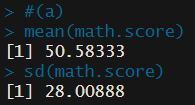 > #(a)
> mean(math.score)
[1] 50.58333
> sd(math.score)
[1] 28.00888